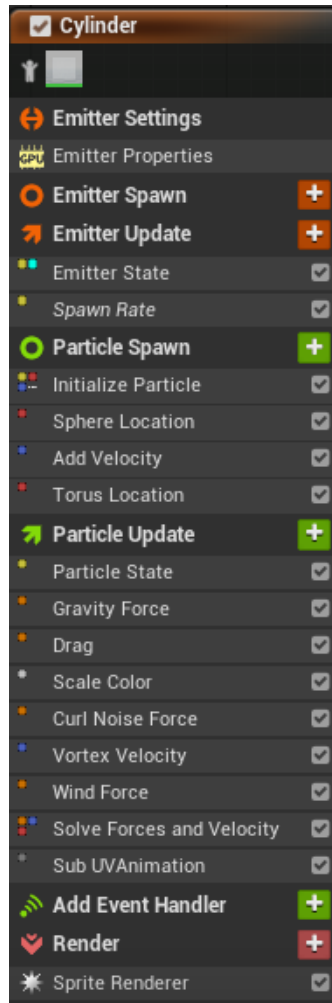 Cylinder
Emitter Settings
GPU Emitter Properties
Emitter Spawn
Emitter Update
Emitter State
Spawn Rate
Particle Spawn
Initialize Particle
Sphere Location
Add Velocity
Torus Location
Particle Update
Particle State
Gravity Force
Drag
Scale Color
Curl Noise Force
Vortex Velocity
Wind Force
Solve Forces and Velocity
Sub UVAnimation
Add Event Handler
Render
Sprite Renderer